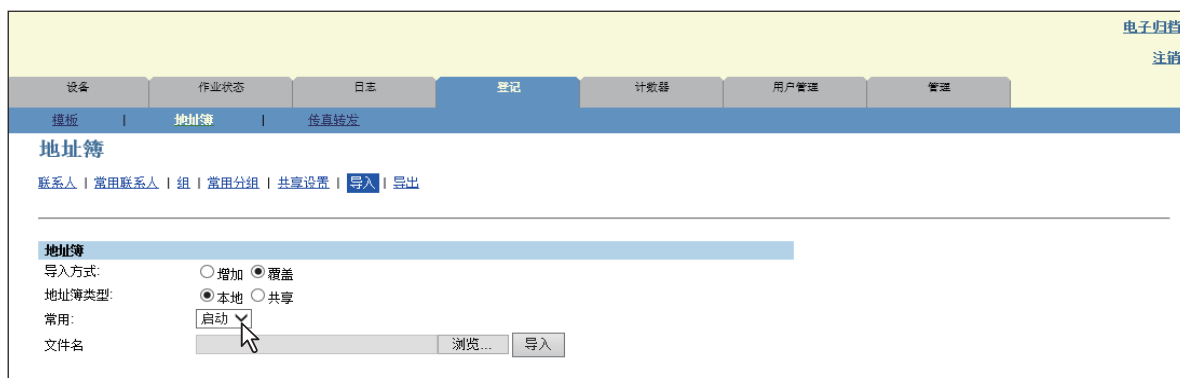 电子归档
注销
设备 作业状态 日志 登记 计数器 用户管理 管理
模板 | 地址簿 | 传真转发
地址簿
联系人 | 常用联系人 | 组 | 常用分组 | 共享设置 | 导入 | 导出
地址簿
导入方式: 增加 覆盖
地址簿类型: 本地 共享
常用: 启动
文件名 浏览... 导入